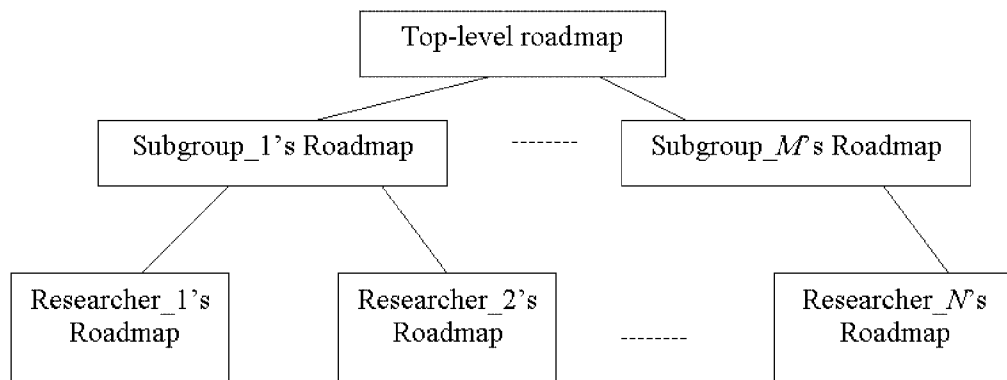 Top-level roadmap
Subgroup_1’s Roadmap
Subgroup_M’s Roadmap
Researcher_1’s
Roadmap
Researcher_2’s
Roadmap
Researcher_N’s
Roadmap